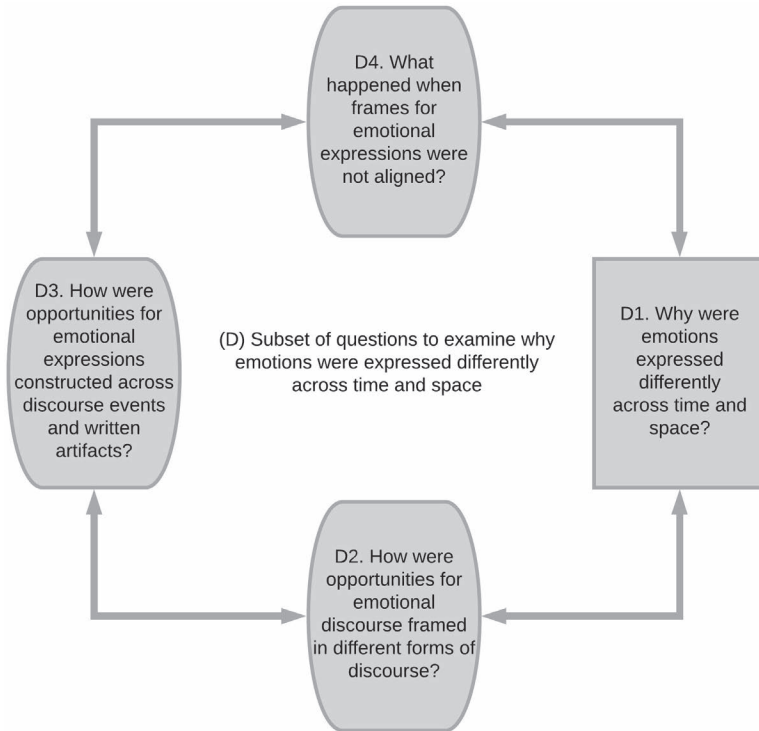 D4. What
happened when
frames for
emotional
expressions were
not aligned?
D3. How were
opportunities for
emotional
expressions
constructed across
discourse events
and written
artifacts?
(D) Subset of questions to examine why
emotions were expressed differently
across time and space
D1. Why were
emotions
expressed
differently
across time and
space?
D2. How were
opportunities for
emotional
discourse framed
in different forms of
discourse?